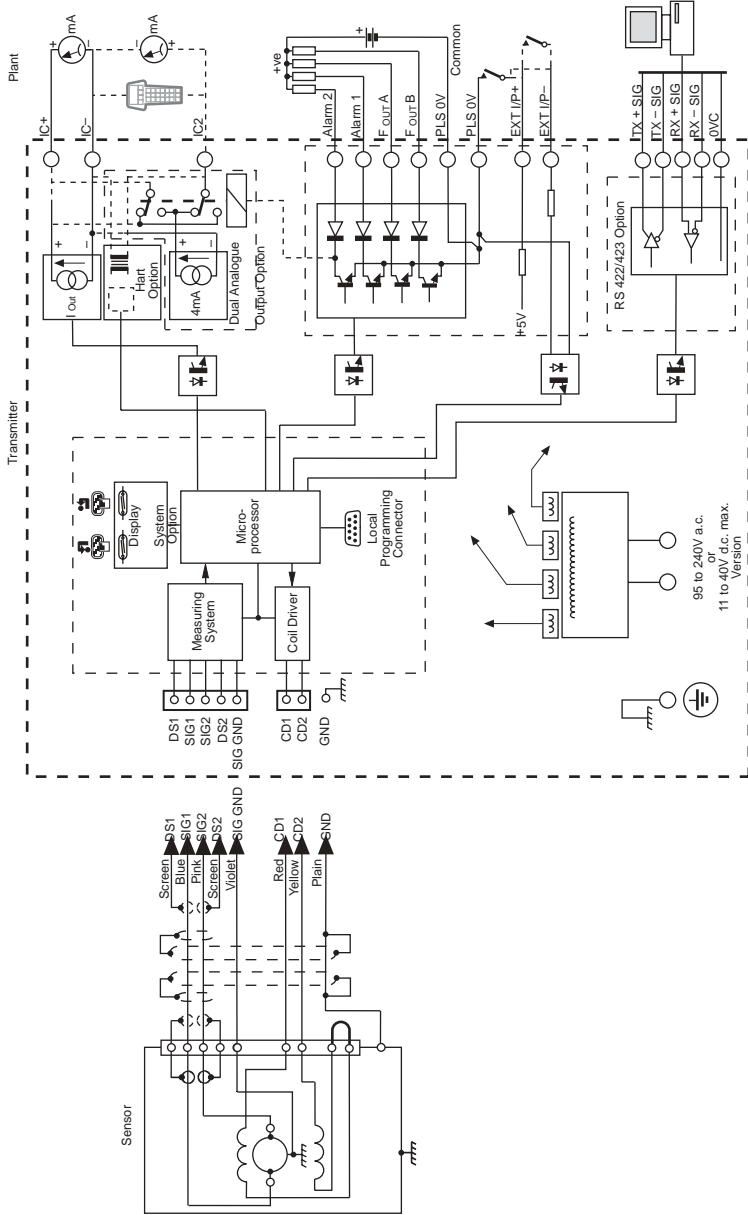 Plant
Transmitter
Sensor
mA
+
–
mA
–
+
IC+
IC–
IC2
+
–
I Out
Hart
Option
+
–
4mA
Dual Analogue
Output Option
+ve
+
Common
Alarm 2
Alarm 1
F OUT A
F OUT B
PLS 0V
PLS 0V
EXT I/P+
EXT I/P–
+5V
TX + SIG
TX – SIG
RX + SIG
RX – SIG
0VC
RS 422/423 Option
Display
System
Option
Micro-
processor
Local
Programming
Connector
Measuring
System
Coil Driver
DS1
SIG1
SIG2
DS2
SIG GND
CD1
CD2
GND
95 to 240V a.c.
or
11 to 40V d.c. max.
Version
Screen
DS1
Blue
SIG1
Pink
SIG2
Screen
DS2
Violet
SIG GND
Red
CD1
Yellow
CD2
Plain
GND